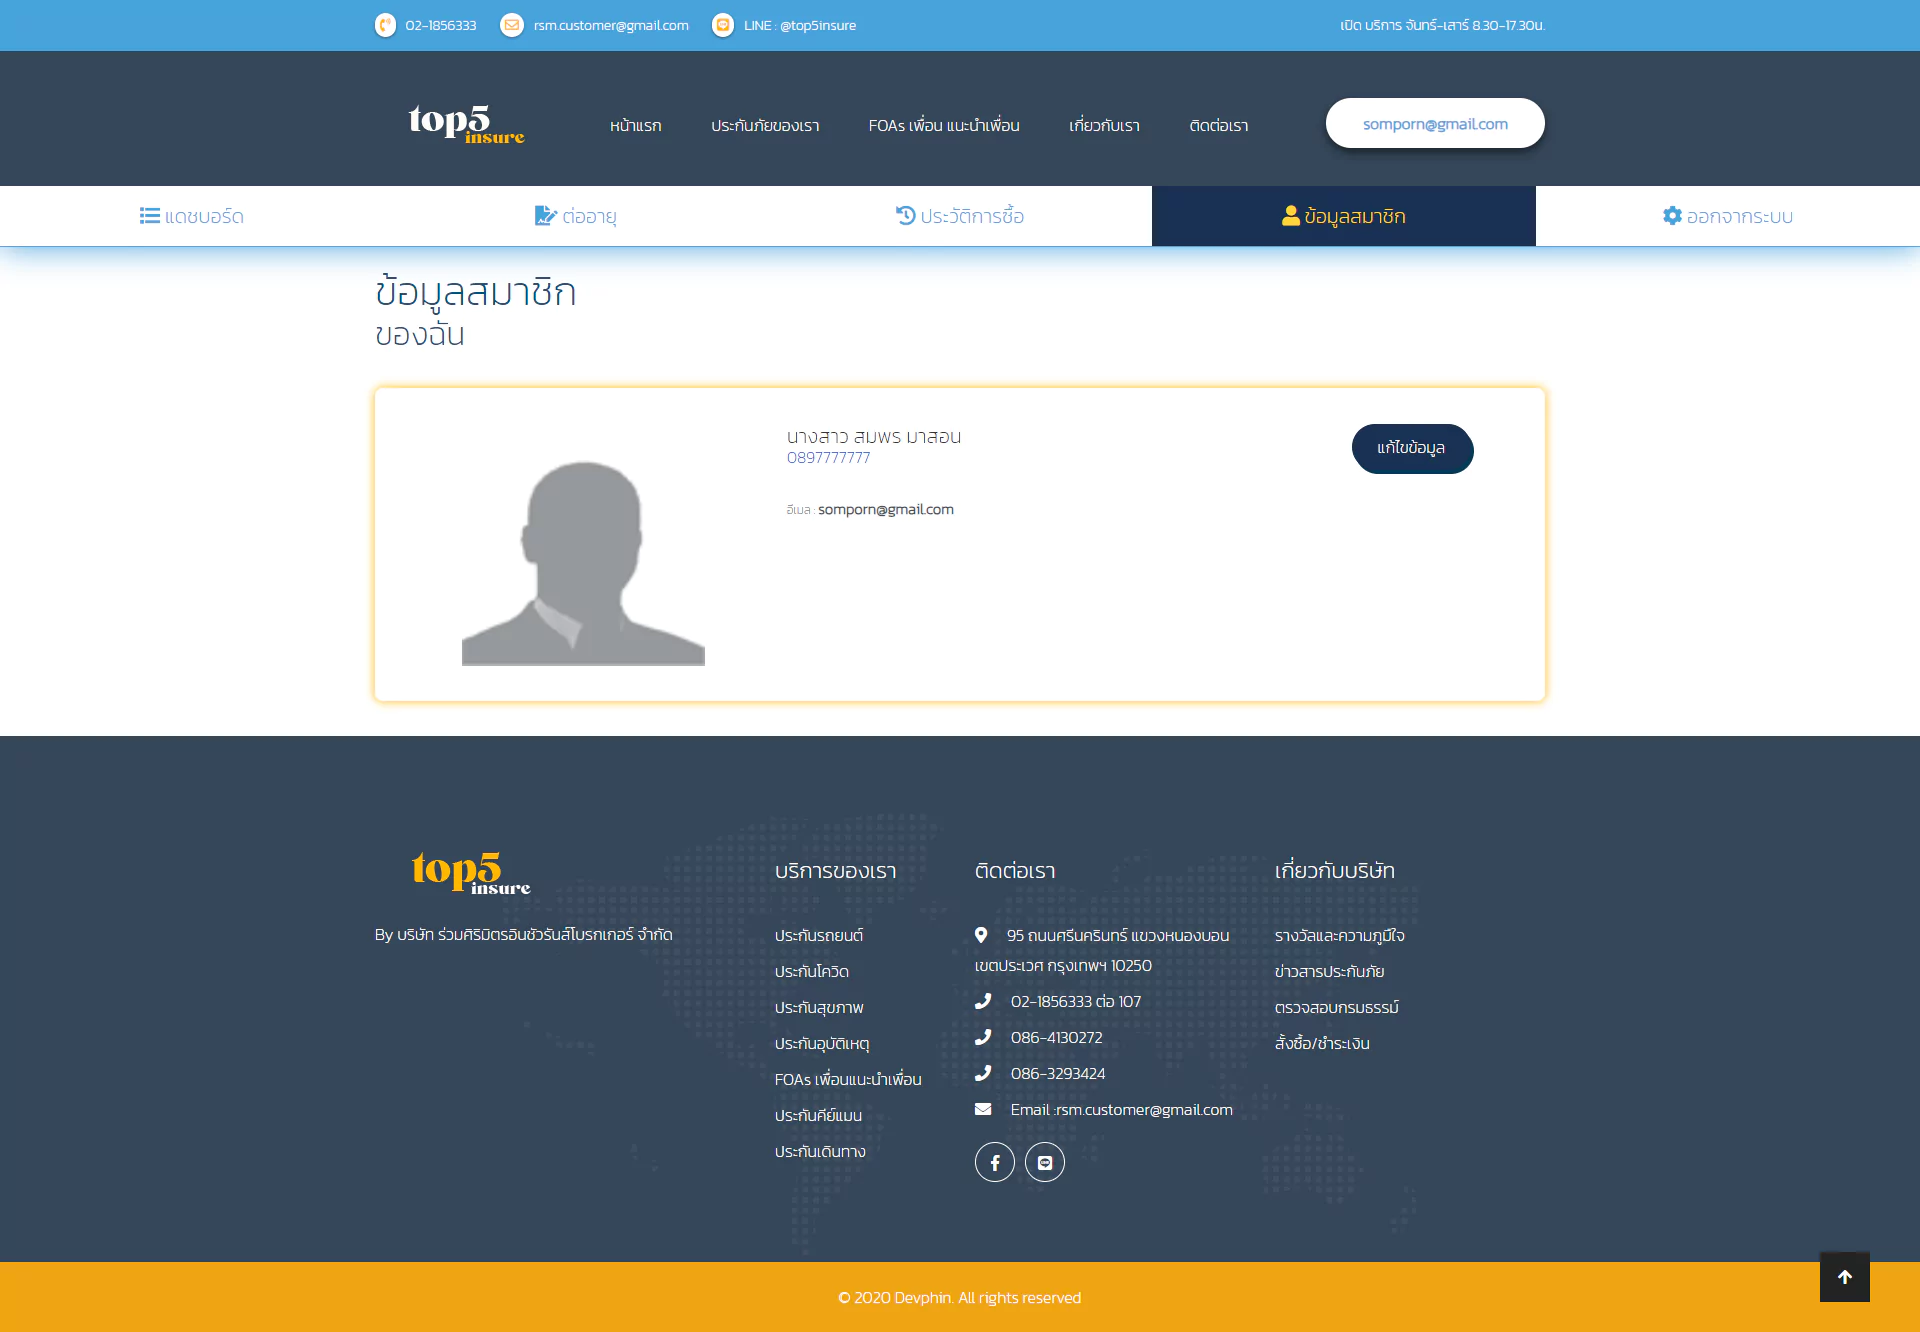 02-1856333
rsm.customer@gmail.com
LINE : @top5insure
เปิด บริการ จันทร์-เสาร์ 8.30-17.30น.
top5
insure
หน้าแรก
ประกันภัยของเรา
FOAs เพื่อน แนะนำเพื่อน
เกี่ยวกับเรา
ติดต่อเรา
somporn@gmail.com
แดชบอร์ด
ต่ออายุ
ประวัติการซื้อ
ข้อมูลสมาชิก
ออกจากระบบ
ข้อมูลสมาชิก
ของฉัน
นางสาว สมพร มาสอน
0897777777
อีเมล : somporn@gmail.com
แก้ไขข้อมูล
top5
insure
By บริษัท ร่วมศิริมิตรอินชัวรันส์โบรกเกอร์ จำกัด
บริการของเรา
ประกันรถยนต์
ประกันโควิด
ประกันสุขภาพ
ประกันอุบัติเหตุ
FOAs เพื่อนแนะนำเพื่อน
ประกันคีย์แมน
ประกันเดินทาง
ติดต่อเรา
95 ถนนศรีนครินทร์ แขวงหนองบอน
เขตประเวศ กรุงเทพฯ 10250
02-1856333 ต่อ 107
086-4130272
086-3293424
Email :rsm.customer@gmail.com
เกี่ยวกับบริษัท
รางวัลและความภูมีใจ
ข่าวสารประกันภัย
ตรวจสอบกรมธรรม์
สั่งซื้อ/ชำระเงิน
© 2020 Devphin. All rights reserved